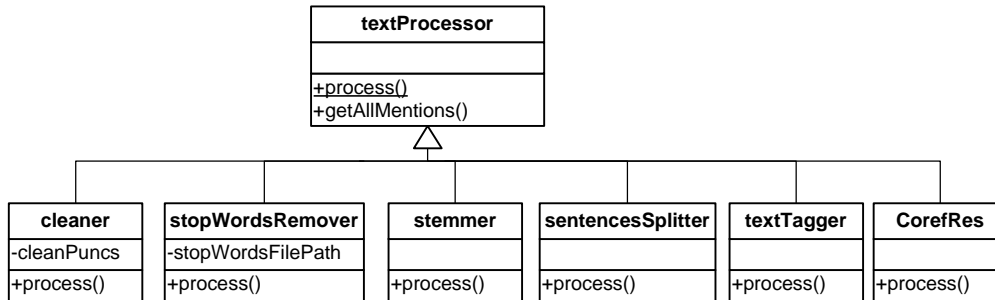 textProcessor
+process()
+getAllMentions()
cleaner
-cleanPuncs
+process()
stopWordsRemover
-stopWordsFilePath
+process()
stemmer
+process()
sentencesSplitter
+process()
textTagger
+process()
CorefRes
+process()